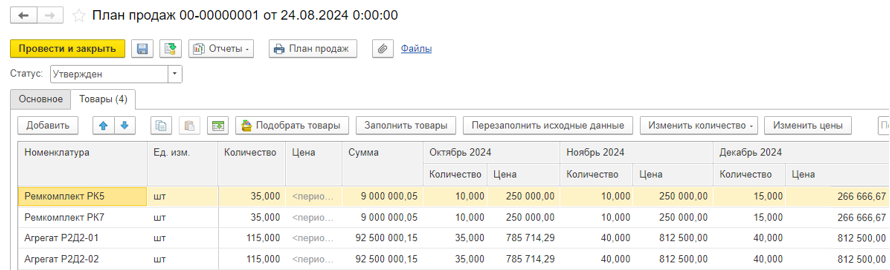 План продаж 00-00000001 от 24.08.2024 0:00:00
Провести и закрыть Отчеты План продаж Файлы
Статус: Утвержден
Основное Товары (4)
Добавить Подобрать товары Заполнить товары Перезаполнить исходные данные Изменить количество Изменить цены
Номенклатура Ед. изм. Количество Цена Сумма Октябрь 2024 Ноябрь 2024 Декабрь 2024
Количество Цена Количество Цена Количество Цена
Ремкомплект РК5 шт 35,000 <перио... 9 000 000,05 10,000 250 000,00 10,000 250 000,00 15,000 266 666,67
Ремкомплект РК7 шт 35,000 <перио... 9 000 000,05 10,000 250 000,00 10,000 250 000,00 15,000 266 666,67
Агрегат Р2Д2-01 шт 115,000 <перио... 92 500 000,15 35,000 785 714,29 40,000 812 500,00 40,000 812 500,00
Агрегат Р2Д2-02 шт 115,000 <перио... 92 500 000,15 35,000 785 714,29 40,000 812 500,00 40,000 812 500,00